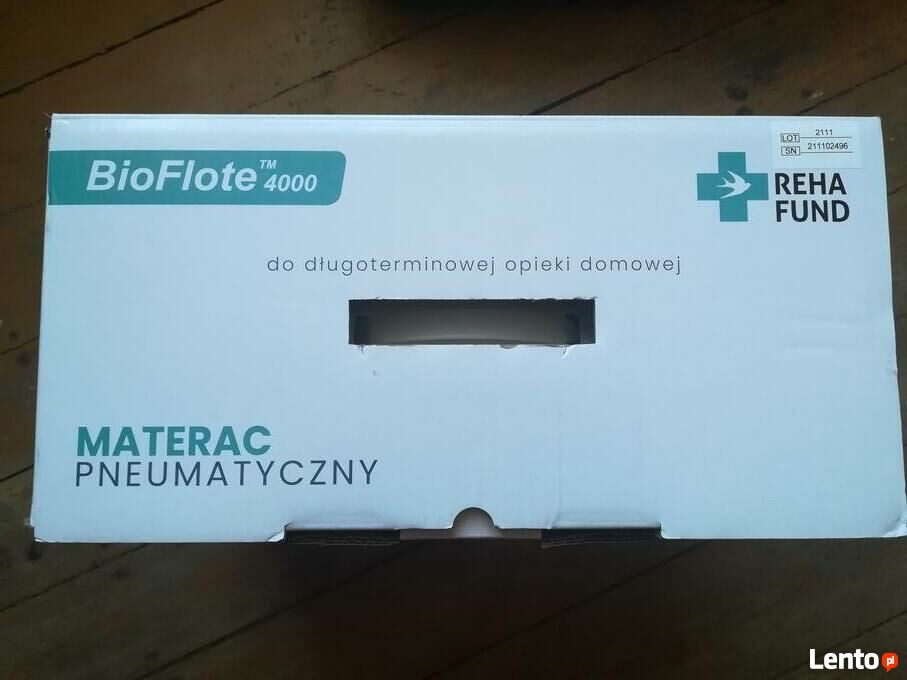 BioFlote™ 4000
LOT 2111
SN 211102496
REHA
FUND
do długoterminowej opieki domowej
MATERAC
PNEUMATYCZNY
Lento pl